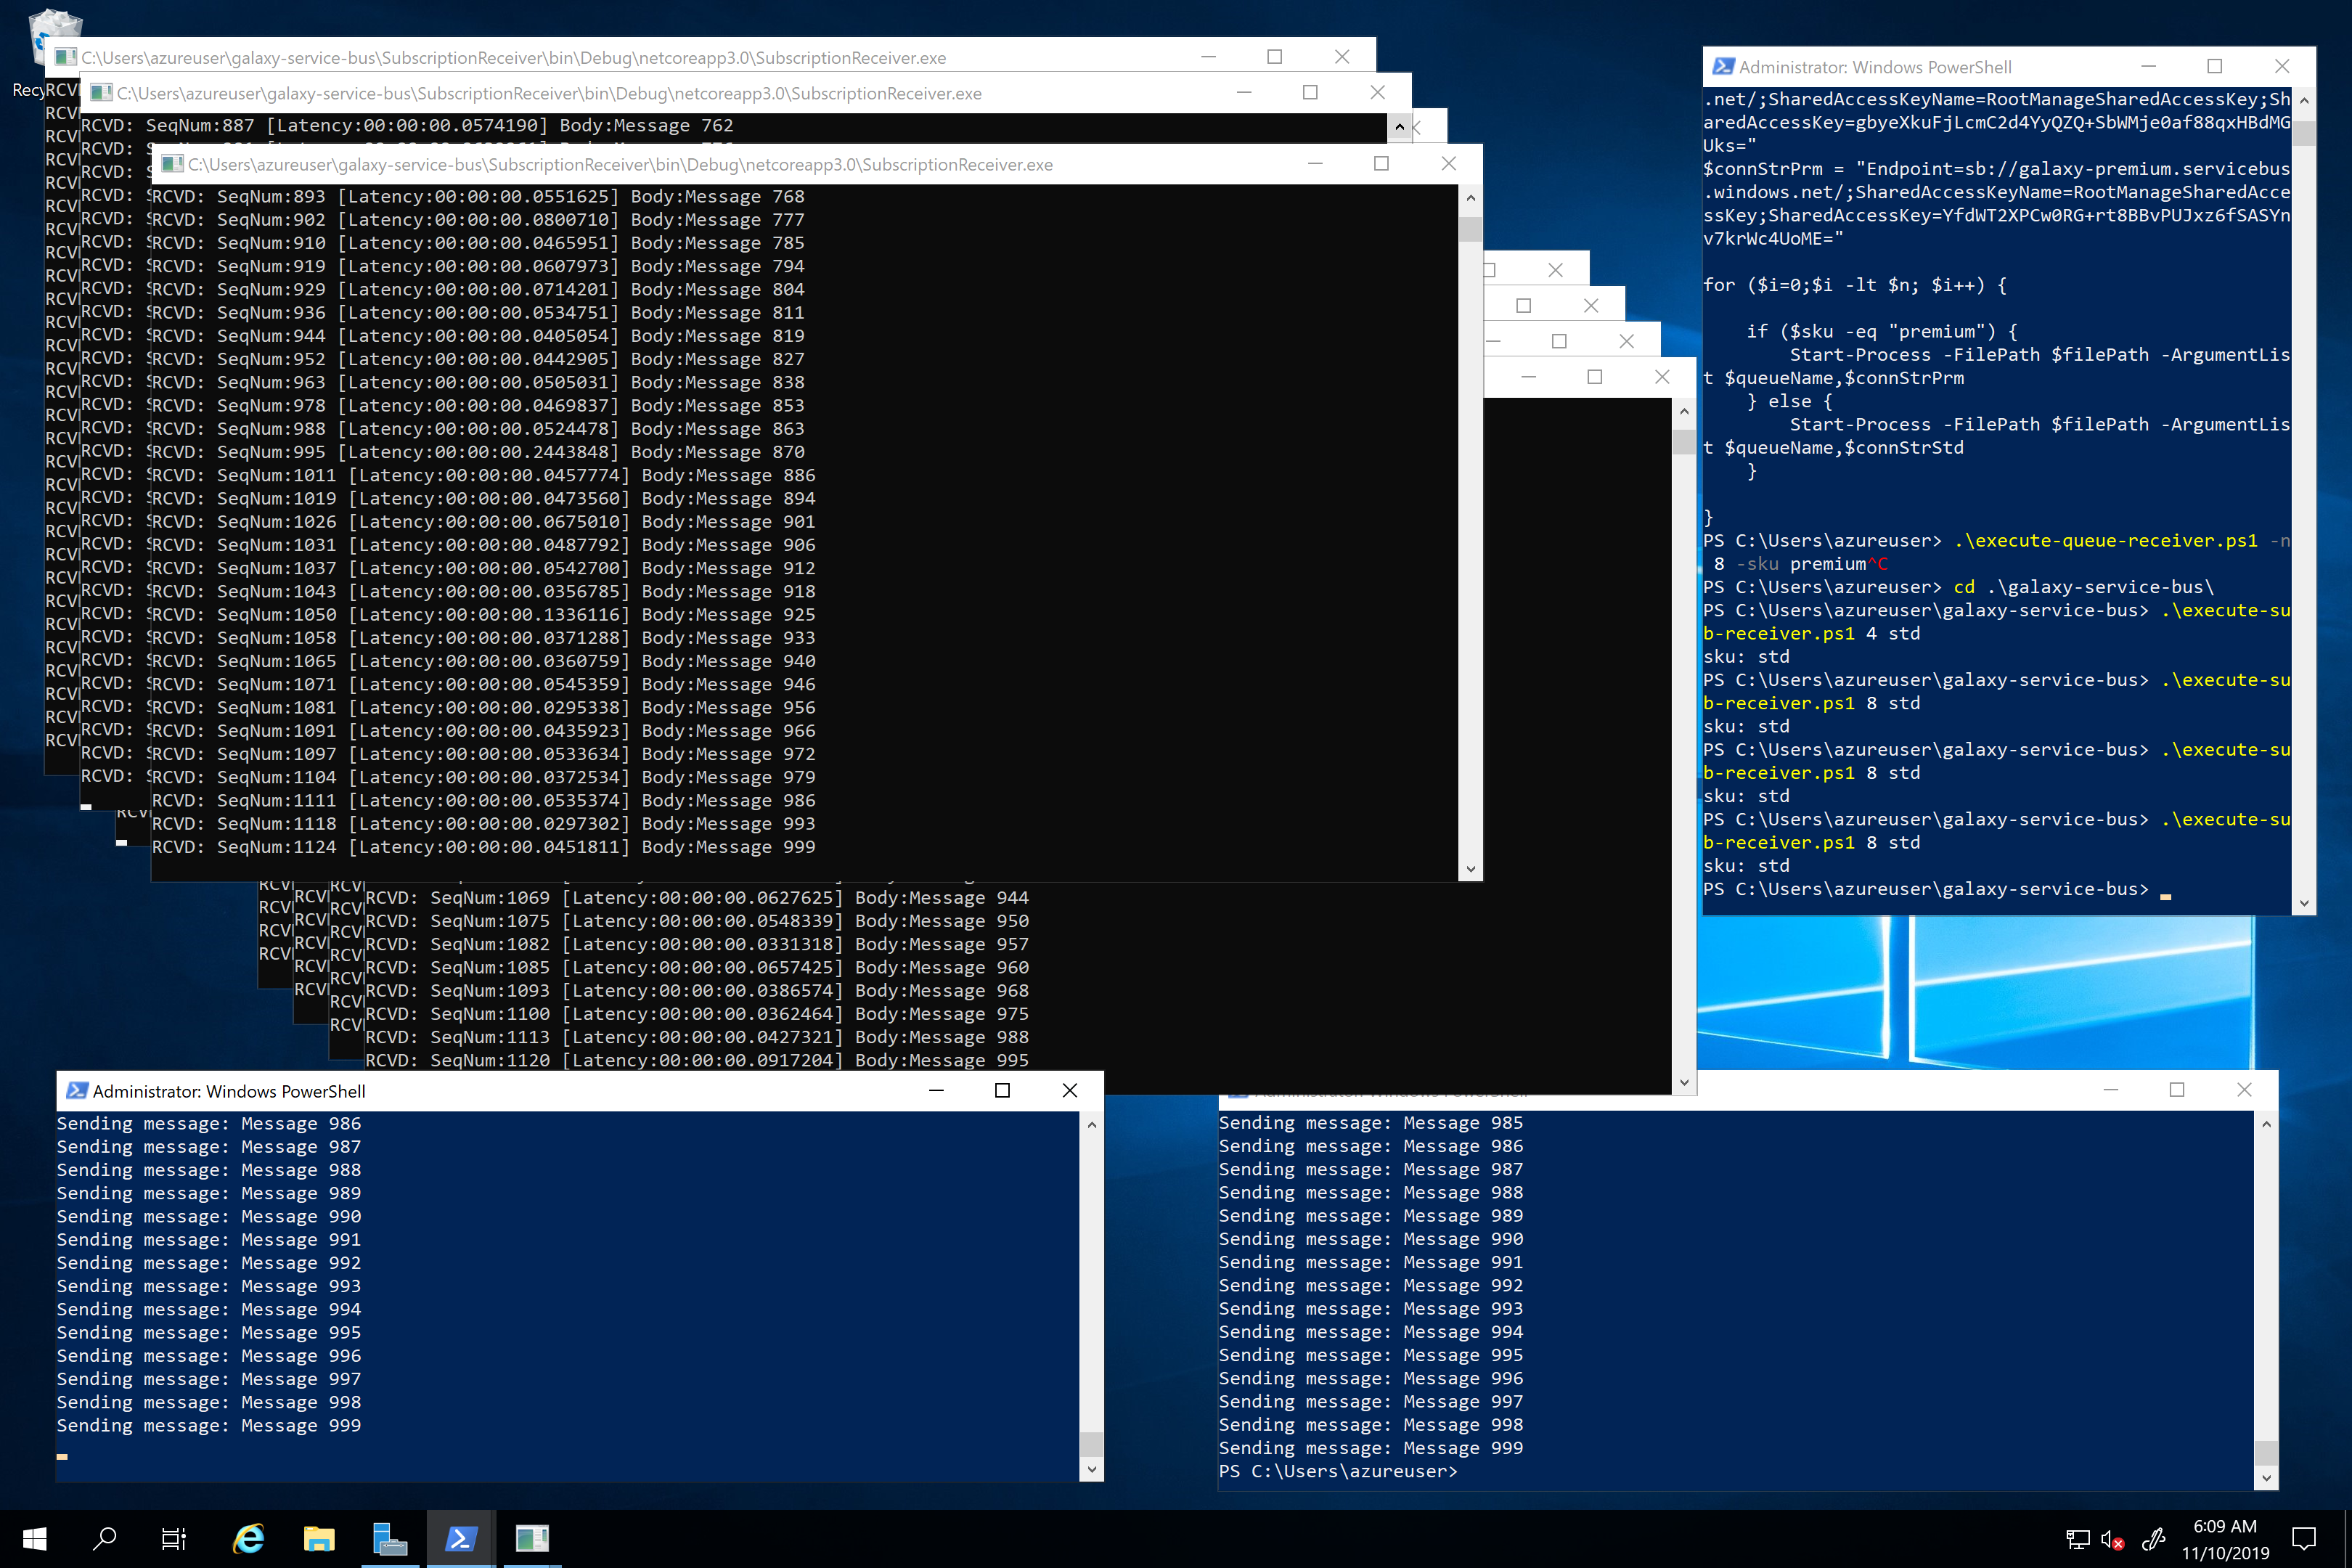 C:\Users\azureuser\galaxy-service-bus\SubscriptionReceiver\bin\Debug\netcoreapp3.0\SubscriptionReceiver.exe
C:\Users\azureuser\galaxy-service-bus\SubscriptionReceiver\bin\Debug\netcoreapp3.0\SubscriptionReceiver.exe
RCVD: SeqNum:887 [Latency:00:00:00.0574190] Body:Message 762
C:\Users\azureuser\galaxy-service-bus\SubscriptionReceiver\bin\Debug\netcoreapp3.0\SubscriptionReceiver.exe
RCVD: SeqNum:893 [Latency:00:00:00.0551625] Body:Message 768
RCVD: SeqNum:902 [Latency:00:00:00.0800710] Body:Message 777
RCVD: SeqNum:910 [Latency:00:00:00.0465951] Body:Message 785
RCVD: SeqNum:919 [Latency:00:00:00.0607973] Body:Message 794
RCVD: SeqNum:929 [Latency:00:00:00.0714201] Body:Message 804
RCVD: SeqNum:936 [Latency:00:00:00.0534751] Body:Message 811
RCVD: SeqNum:944 [Latency:00:00:00.0405054] Body:Message 819
RCVD: SeqNum:952 [Latency:00:00:00.0442905] Body:Message 827
RCVD: SeqNum:963 [Latency:00:00:00.0505031] Body:Message 838
RCVD: SeqNum:978 [Latency:00:00:00.0469837] Body:Message 853
RCVD: SeqNum:988 [Latency:00:00:00.0524478] Body:Message 863
RCVD: SeqNum:995 [Latency:00:00:00.2443848] Body:Message 870
RCVD: SeqNum:1011 [Latency:00:00:00.0457774] Body:Message 886
RCVD: SeqNum:1019 [Latency:00:00:00.0473560] Body:Message 894
RCVD: SeqNum:1026 [Latency:00:00:00.0675010] Body:Message 901
RCVD: SeqNum:1031 [Latency:00:00:00.0487792] Body:Message 906
RCVD: SeqNum:1037 [Latency:00:00:00.0542700] Body:Message 912
RCVD: SeqNum:1043 [Latency:00:00:00.0356785] Body:Message 918
RCVD: SeqNum:1050 [Latency:00:00:00.1336116] Body:Message 925
RCVD: SeqNum:1058 [Latency:00:00:00.0371288] Body:Message 933
RCVD: SeqNum:1065 [Latency:00:00:00.0360759] Body:Message 940
RCVD: SeqNum:1071 [Latency:00:00:00.0545359] Body:Message 946
RCVD: SeqNum:1081 [Latency:00:00:00.0295338] Body:Message 956
RCVD: SeqNum:1091 [Latency:00:00:00.0435923] Body:Message 966
RCVD: SeqNum:1097 [Latency:00:00:00.0533634] Body:Message 972
RCVD: SeqNum:1104 [Latency:00:00:00.0372534] Body:Message 979
RCVD: SeqNum:1111 [Latency:00:00:00.0535374] Body:Message 986
RCVD: SeqNum:1118 [Latency:00:00:00.0297302] Body:Message 993
RCVD: SeqNum:1124 [Latency:00:00:00.0451811] Body:Message 999
RCVD: SeqNum:1069 [Latency:00:00:00.0627625] Body:Message 944
RCVD: SeqNum:1075 [Latency:00:00:00.0548339] Body:Message 950
RCVD: SeqNum:1082 [Latency:00:00:00.0331318] Body:Message 957
RCVD: SeqNum:1085 [Latency:00:00:00.0657425] Body:Message 960
RCVD: SeqNum:1093 [Latency:00:00:00.0386574] Body:Message 968
RCVD: SeqNum:1100 [Latency:00:00:00.0362464] Body:Message 975
RCVD: SeqNum:1113 [Latency:00:00:00.0427321] Body:Message 988
RCVD: SeqNum:1120 [Latency:00:00:00.0917204] Body:Message 995
Administrator: Windows PowerShell
.net/;SharedAccessKeyName=RootManageSharedAccessKey;Sh
aredAccessKey=gbyeXkuFjLcmC2d4YyQZQ+SbWMje0af88qxHBdMG
Uks="
$connStrPrm = "Endpoint=sb://galaxy-premium.servicebus
.windows.net/;SharedAccessKeyName=RootManageSharedAcce
ssKey;SharedAccessKey=YfdWT2XPCw0RG+rt8BBvPUJxz6fSASYn
v7krWc4UoME="
for ($i=0;$i -lt $n; $i++) {
if ($sku -eq "premium") {
Start-Process -FilePath $filePath -ArgumentLis
t $queueName,$connStrPrm
} else {
Start-Process -FilePath $filePath -ArgumentLis
t $queueName,$connStrStd
}
}
PS C:\Users\azureuser> .\execute-queue-receiver.ps1 -n
8 -sku premium^C
PS C:\Users\azureuser> cd .\galaxy-service-bus\
PS C:\Users\azureuser\galaxy-service-bus> .\execute-su
b-receiver.ps1 4 std
sku: std
PS C:\Users\azureuser\galaxy-service-bus> .\execute-su
b-receiver.ps1 8 std
sku: std
PS C:\Users\azureuser\galaxy-service-bus> .\execute-su
b-receiver.ps1 8 std
sku: std
PS C:\Users\azureuser\galaxy-service-bus> .\execute-su
b-receiver.ps1 8 std
sku: std
PS C:\Users\azureuser\galaxy-service-bus>
Administrator: Windows PowerShell
Sending message: Message 986
Sending message: Message 987
Sending message: Message 988
Sending message: Message 989
Sending message: Message 990
Sending message: Message 991
Sending message: Message 992
Sending message: Message 993
Sending message: Message 994
Sending message: Message 995
Sending message: Message 996
Sending message: Message 997
Sending message: Message 998
Sending message: Message 999
Sending message: Message 985
Sending message: Message 986
Sending message: Message 987
Sending message: Message 988
Sending message: Message 989
Sending message: Message 990
Sending message: Message 991
Sending message: Message 992
Sending message: Message 993
Sending message: Message 994
Sending message: Message 995
Sending message: Message 996
Sending message: Message 997
Sending message: Message 998
Sending message: Message 999
PS C:\Users\azureuser>
6:09 AM
11/10/2019